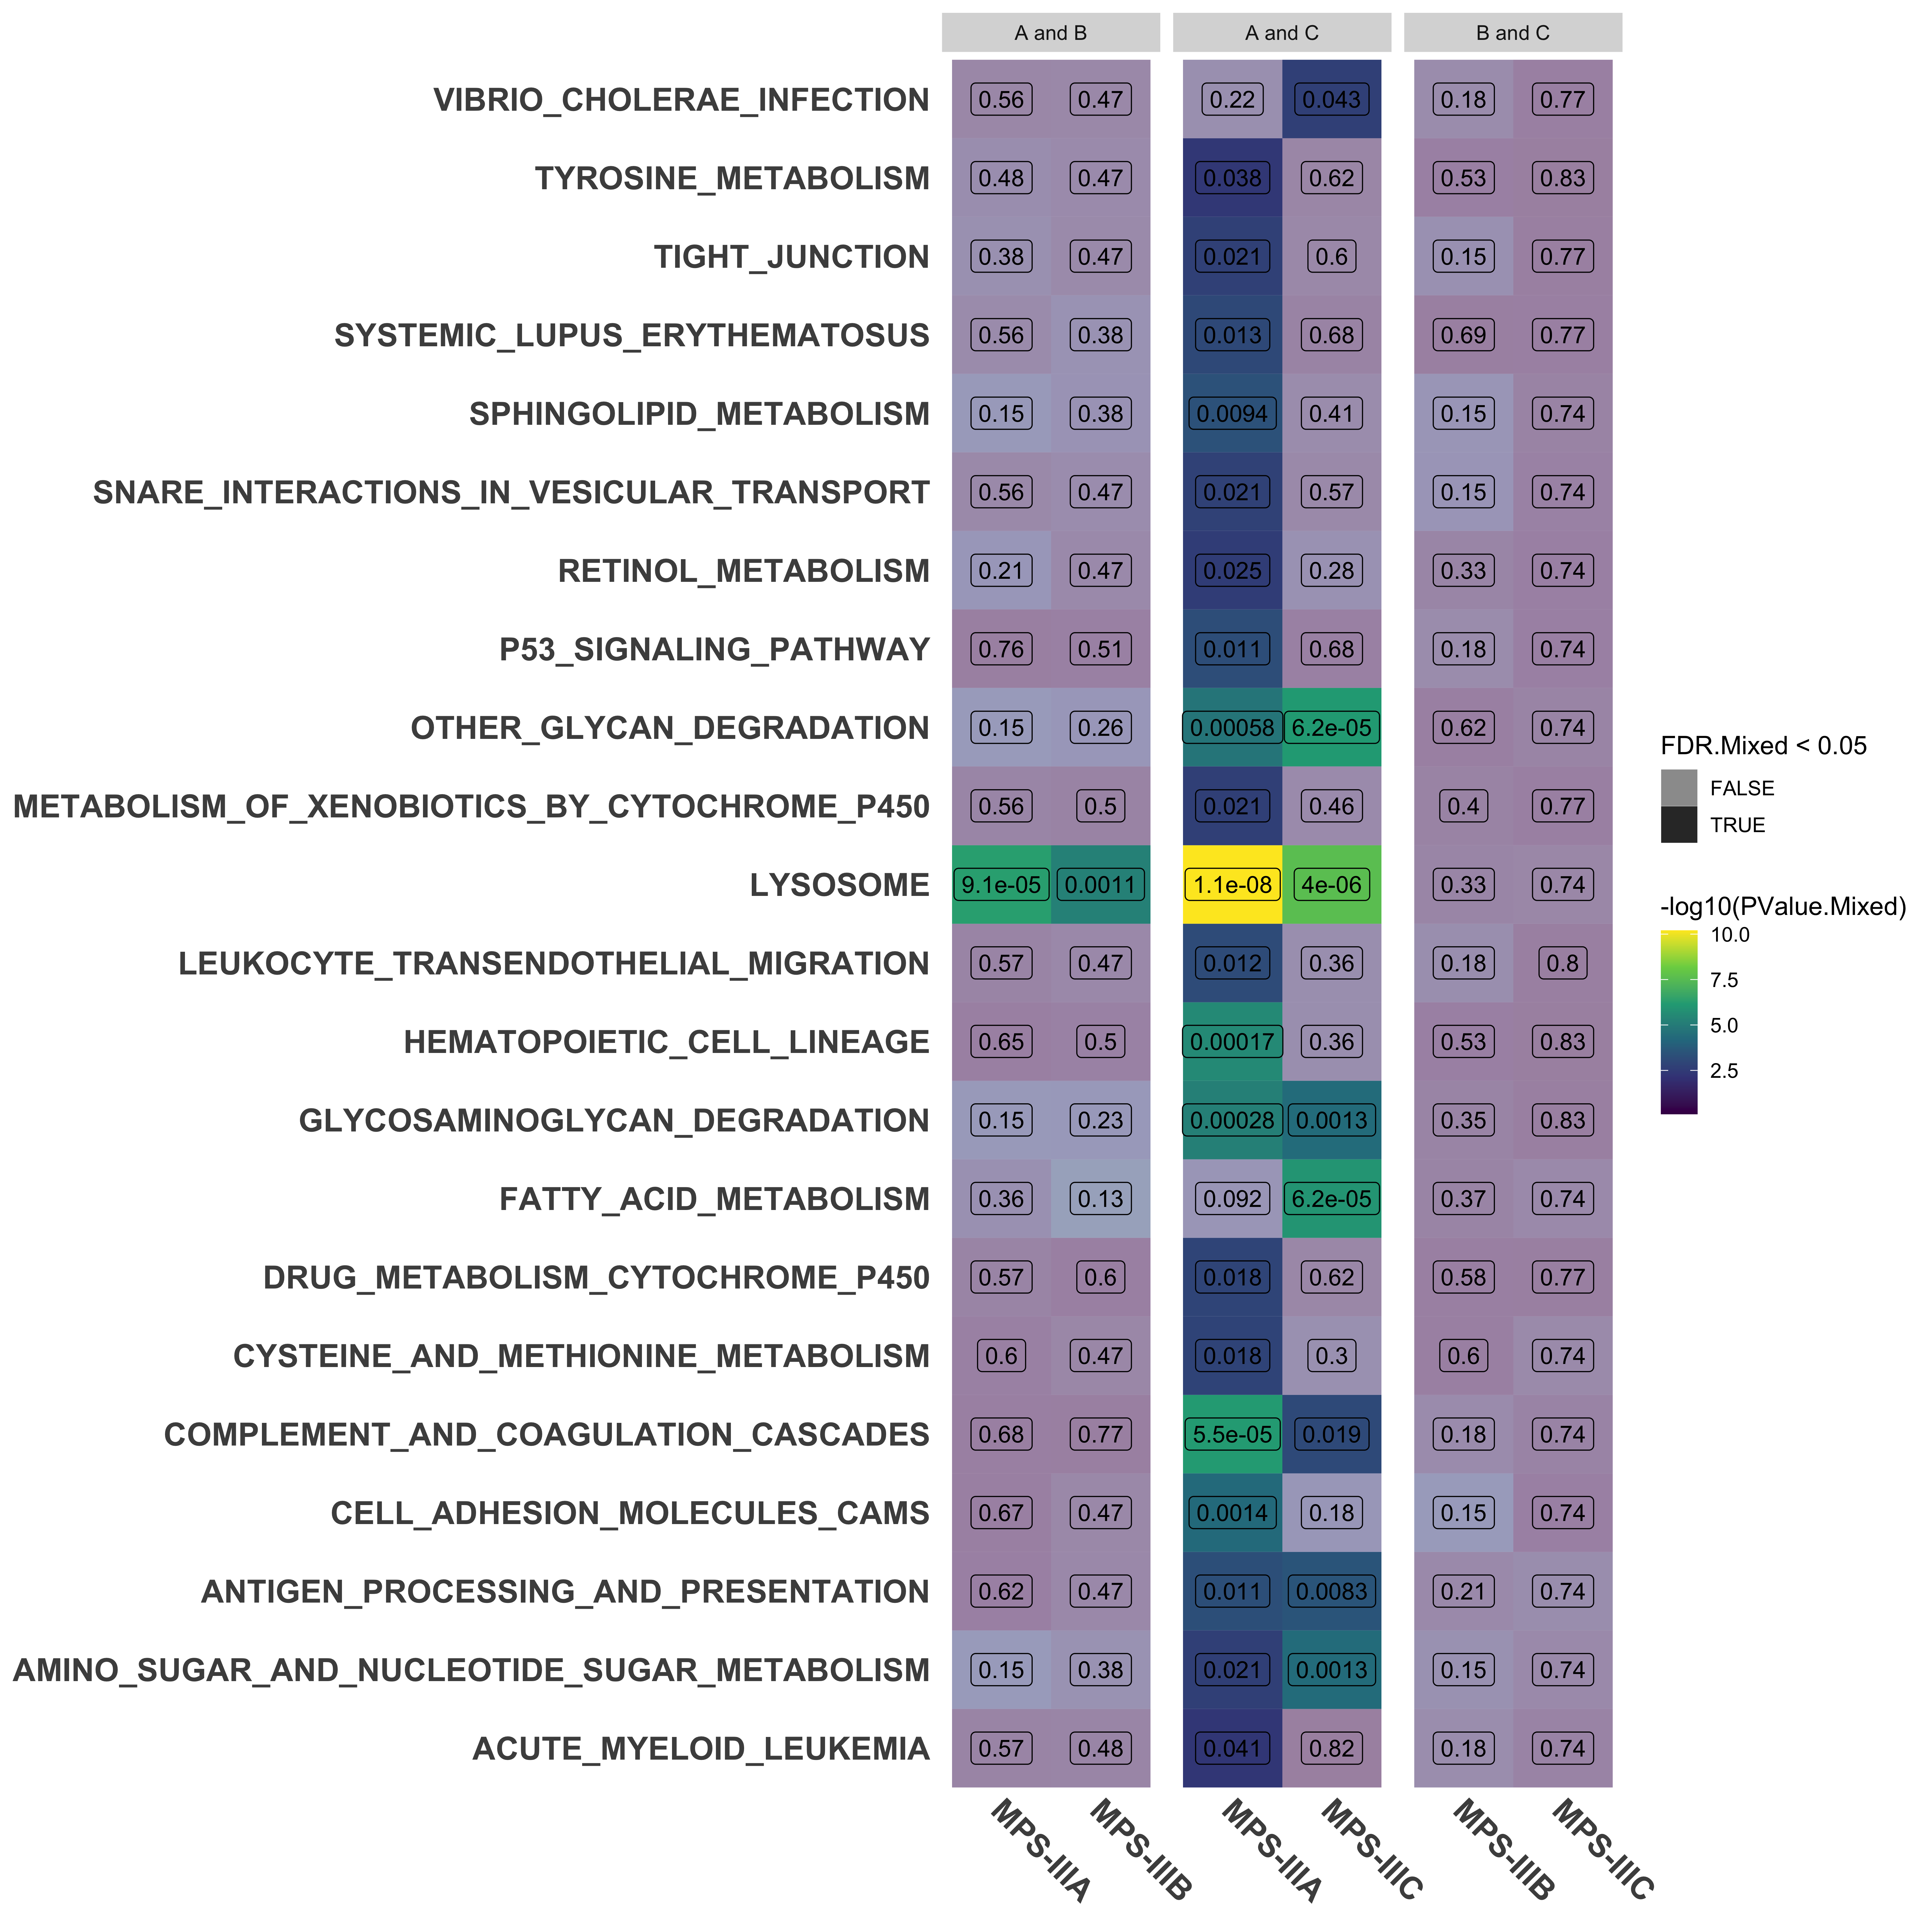 A and B A and C B and C
VIBRIO_CHOLERAE_INFECTION 0.56 0.47 0.22 0.043 0.18 0.77
TYROSINE_METABOLISM 0.48 0.47 0.038 0.62 0.53 0.83
TIGHT_JUNCTION 0.38 0.47 0.021 0.6 0.15 0.77
SYSTEMIC_LUPUS_ERYTHEMATOSUS 0.56 0.38 0.013 0.68 0.69 0.77
SPHINGOLIPID_METABOLISM 0.15 0.38 0.0094 0.41 0.15 0.74
SNARE_INTERACTIONS_IN_VESICULAR_TRANSPORT 0.56 0.47 0.021 0.57 0.15 0.74
RETINOL_METABOLISM 0.21 0.47 0.025 0.28 0.33 0.74
P53_SIGNALING_PATHWAY 0.76 0.51 0.011 0.68 0.18 0.74
OTHER_GLYCAN_DEGRADATION 0.15 0.26 0.00058 6.2e-05 0.62 0.74
METABOLISM_OF_XENOBIOTICS_BY_CYTOCHROME_P450 0.56 0.5 0.021 0.46 0.4 0.77
LYSOSOME 9.1e-05 0.0011 1.1e-08 4e-06 0.33 0.74
LEUKOCYTE_TRANSENDOTHELIAL_MIGRATION 0.57 0.47 0.012 0.36 0.18 0.8
HEMATOPOIETIC_CELL_LINEAGE 0.65 0.5 0.00017 0.36 0.53 0.83
GLYCOSAMINOGLYCAN_DEGRADATION 0.15 0.23 0.00028 0.0013 0.35 0.83
FATTY_ACID_METABOLISM 0.36 0.13 0.092 6.2e-05 0.37 0.74
DRUG_METABOLISM_CYTOCHROME_P450 0.57 0.6 0.018 0.62 0.58 0.77
CYSTEINE_AND_METHIONINE_METABOLISM 0.6 0.47 0.018 0.3 0.6 0.74
COMPLEMENT_AND_COAGULATION_CASCADES 0.68 0.77 5.5e-05 0.019 0.18 0.74
CELL_ADHESION_MOLECULES_CAMS 0.67 0.47 0.0014 0.18 0.15 0.74
ANTIGEN_PROCESSING_AND_PRESENTATION 0.62 0.47 0.011 0.0083 0.21 0.74
AMINO_SUGAR_AND_NUCLEOTIDE_SUGAR_METABOLISM 0.15 0.38 0.021 0.0013 0.15 0.74
ACUTE_MYELOID_LEUKEMIA 0.57 0.48 0.041 0.82 0.18 0.74
MPS-IIIA MPS-IIIB MPS-IIIA MPS-IIIC MPS-IIIB MPS-IIIC
FDR.Mixed < 0.05
FALSE
TRUE
-log10(PValue.Mixed)
10.0
7.5
5.0
2.5